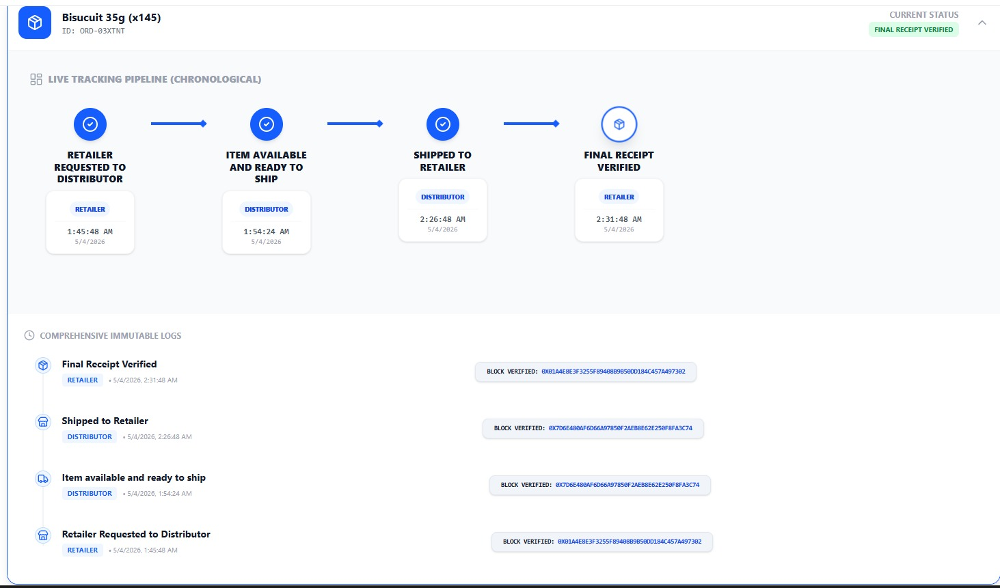 Bisucuit 35g (x145)
ID: ORD-03XTNT
CURRENT STATUS
FINAL RECEIPT VERIFIED
LIVE TRACKING PIPELINE (CHRONOLOGICAL)
RETAILER
REQUESTED TO
DISTRIBUTOR
RETAILER
1:45:48 AM
5/4/2026
ITEM AVAILABLE
AND READY TO
SHIP
DISTRIBUTOR
1:54:24 AM
5/4/2026
SHIPPED TO
RETAILER
DISTRIBUTOR
2:26:48 AM
5/4/2026
FINAL RECEIPT
VERIFIED
RETAILER
2:31:48 AM
5/4/2026
COMPREHENSIVE IMMUTABLE LOGS
Final Receipt Verified
RETAILER • 5/4/2026, 2:31:48 AM
BLOCK VERIFIED: 0X01A4E8E3F3255F89408B9B50DD184C457A497302
Shipped to Retailer
DISTRIBUTOR • 5/4/2026, 2:26:48 AM
BLOCK VERIFIED: 0X7D6E480AF6D66A97850F2AEB8E62E250F8FA3C74
Item available and ready to ship
DISTRIBUTOR • 5/4/2026, 1:54:24 AM
BLOCK VERIFIED: 0X7D6E480AF6D66A97850F2AEB8E62E250F8FA3C74
Retailer Requested to Distributor
RETAILER • 5/4/2026, 1:45:48 AM
BLOCK VERIFIED: 0X01A4E8E3F3255F89408B9B50DD184C457A497302